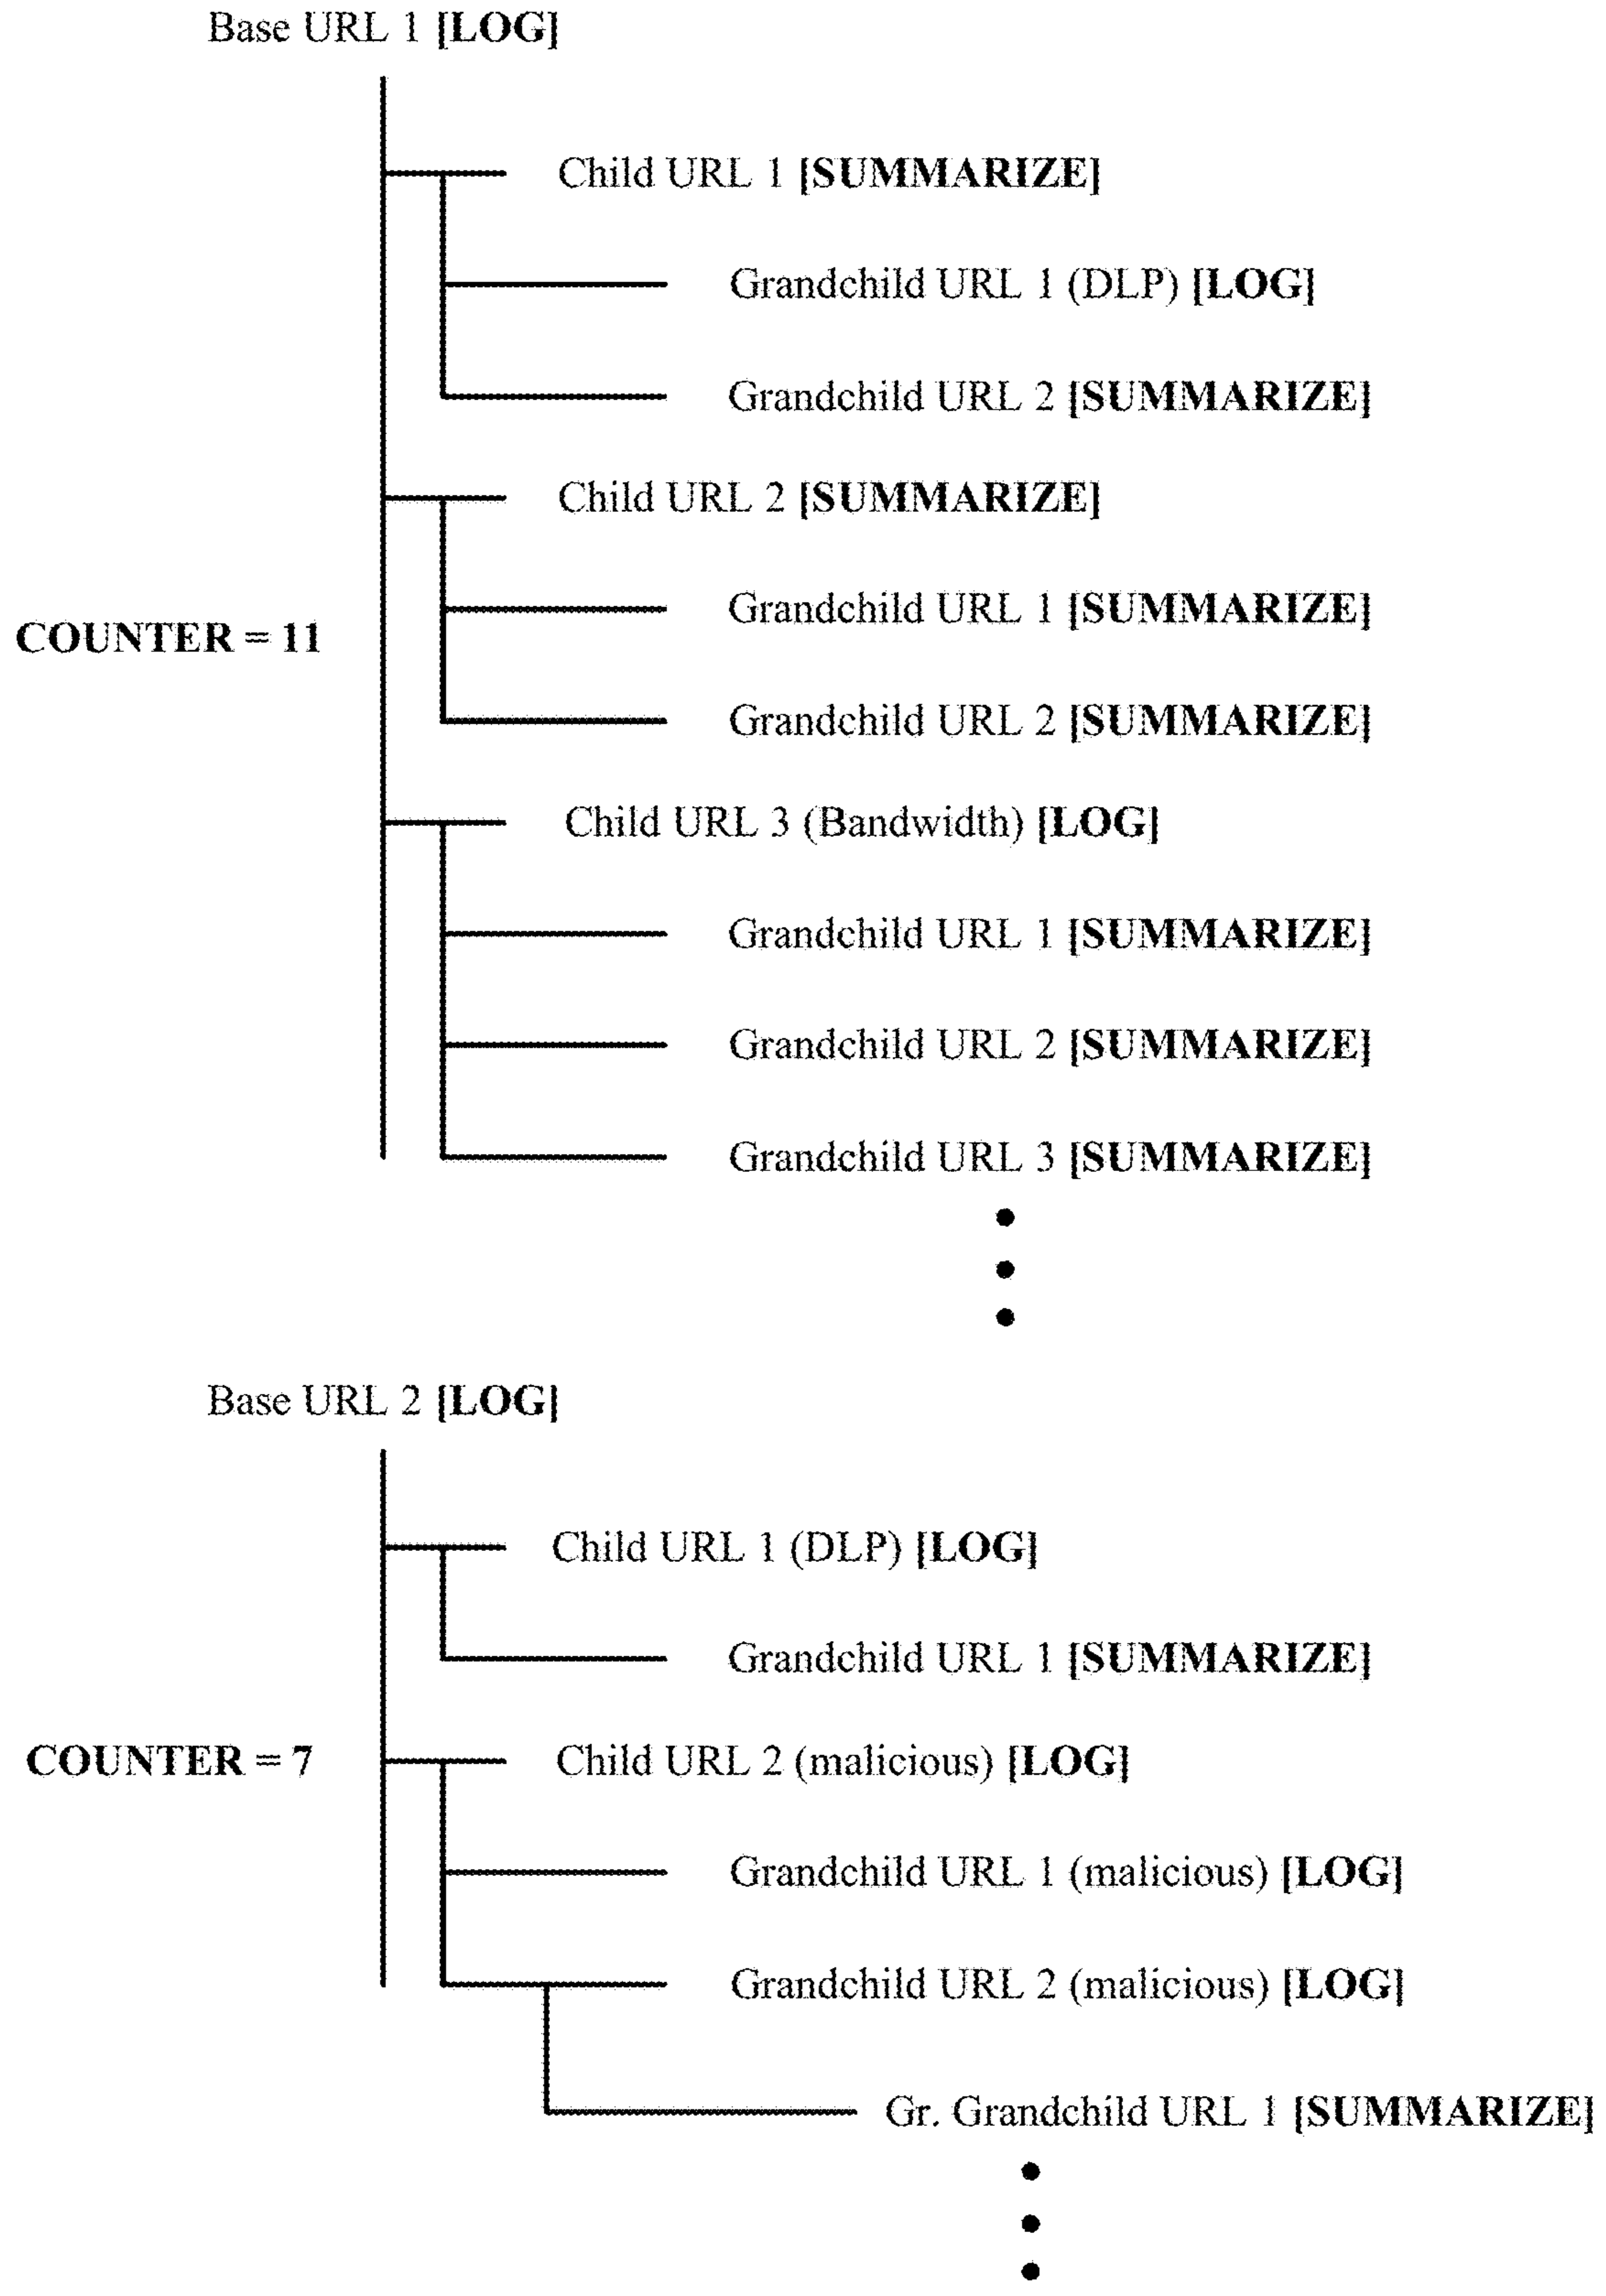 Base URL 1 [LOG]
Child URL 1 [SUMMARIZE]
Grandchild URL 1 (DLP) [LOG]
Grandchild URL 2 [SUMMARIZE]
Child URL 2 [SUMMARIZE]
Grandchild URL 1 [SUMMARIZE]
COUNTER = 11
Grandchild URL 2 [SUMMARIZE]
Child URL 3 (Bandwidth) [LOG]
Grandchild URL 1 [SUMMARIZE]
Grandchild URL 2 [SUMMARIZE]
Grandchild URL 3 [SUMMARIZE]
Base URL 2 [LOG]
Child URL 1 (DLP) [LOG]
Grandchild URL 1 [SUMMARIZE]
COUNTER = 7
Child URL 2 (malicious) [LOG]
Grandchild URL 1 (malicious) [LOG]
Grandchild URL 2 (malicious) [LOG]
Gr. Grandchild URL 1 [SUMMARIZE]